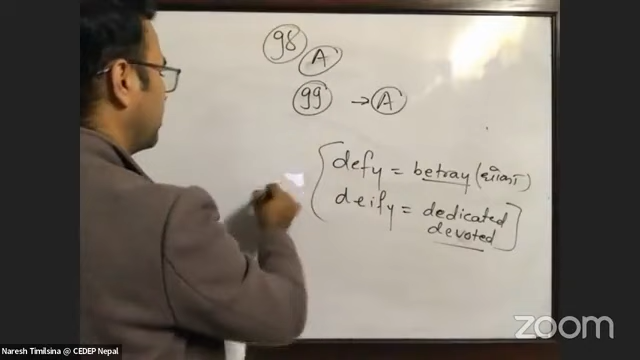 98
A
99 → A
defy = betray (धोका)
deify = dedicated
devoted
zoom
Naresh Timilsina @ CEDEP Nepal